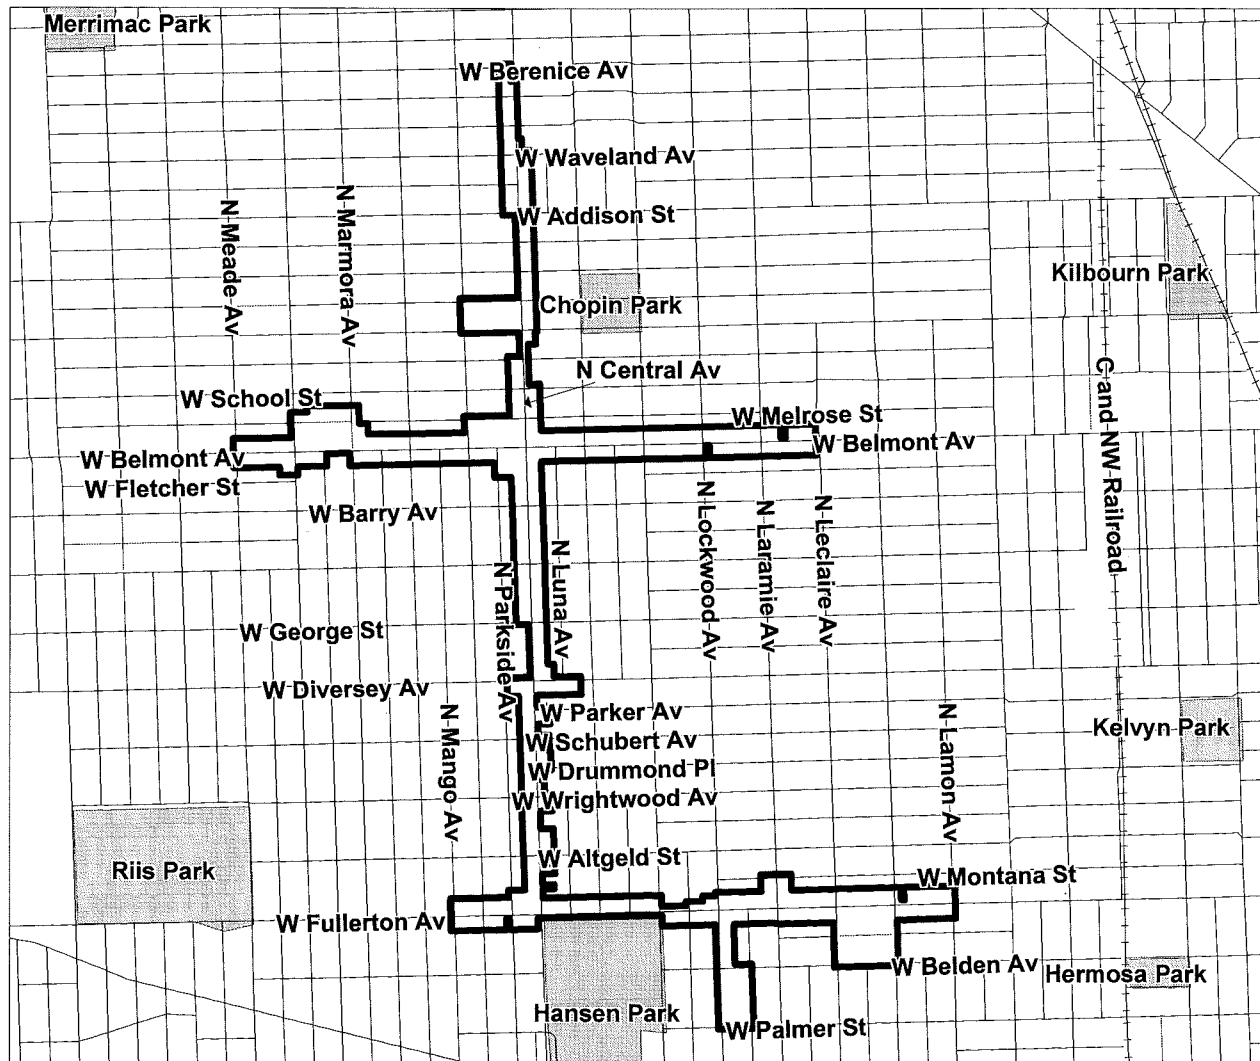 Merrimac Park
W Berenice Av
W Waveland Av
N Meade Av
N Marmora Av
W Addison St
Kilbourn Park
Chopin Park
N Central Av
C and NW Railroad
W School St
W Melrose St
W Belmont Av
W Belmont Av
W Fletcher St
W Barry Av
N Lockwood Av
N Laramie Av
N Leclaire Av
N Luna Av
N Parkside Av
W George St
W Diversey Av
N Mango Av
W Parker Av
N Lamon Av
Kelvyn Park
W Schubert Av
W Drummond Pl
W Wrightwood Av
W Altgeld St
Riis Park
W Montana St
W Fullerton Av
W Belden Av
Hermosa Park
Hansen Park
W Palmer St